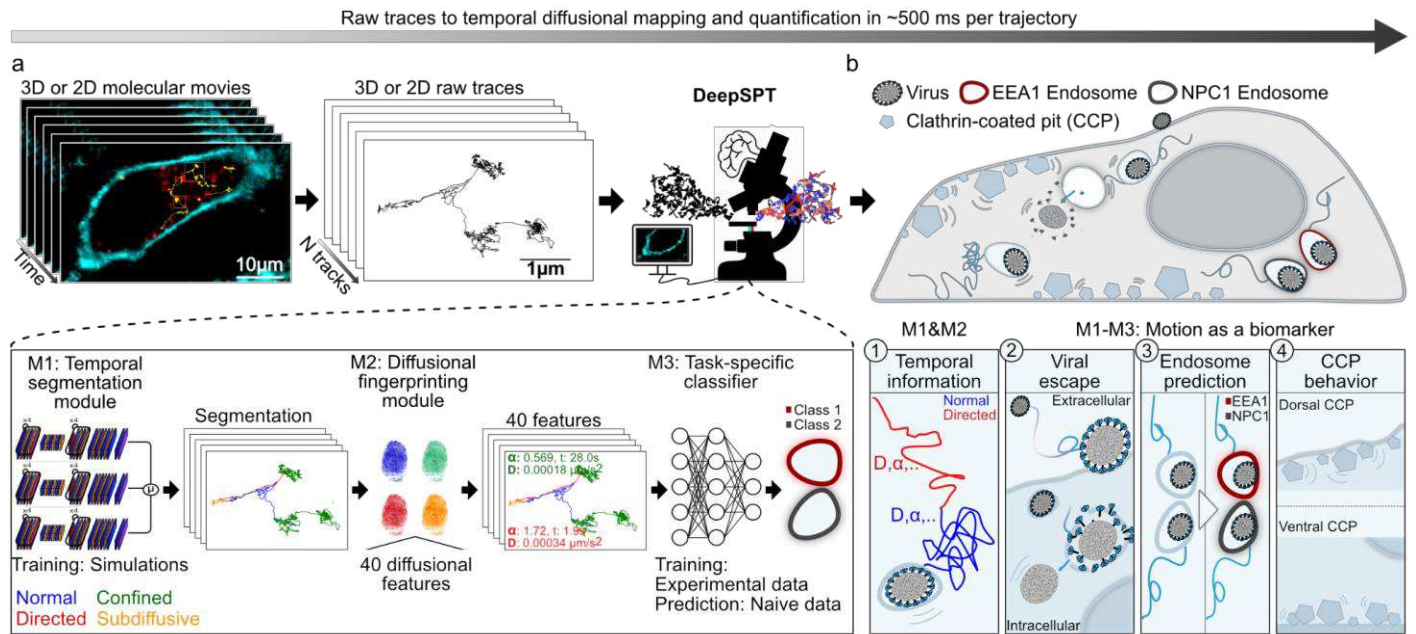 Raw traces to temporal diffusional mapping and quantification in ~500 ms per trajectory
a
3D or 2D molecular movies
Time
10μm
3D or 2D raw traces
N tracks
1μm
DeepSPT
b
Virus
EEA1 Endosome
NPC1 Endosome
Clathrin-coated pit (CCP)
M1: Temporal
segmentation
module
x4
x4
x4
x4
x4
x4
μ
Training: Simulations
Normal
Confined
Directed
Subdiffusive
Segmentation
M2: Diffusional
fingerprinting
module
40 diffusional
features
40 features
α: 0.569, t: 28.0s
D: 0.00018 μm/s2
α: 1.72, t: 1.9s
D: 0.00034 μm/s2
M3: Task-specific
classifier
Class 1
Class 2
Training:
Experimental data
Prediction: Naive data
M1&M2
M1-M3: Motion as a biomarker
1
Temporal
information
Normal
Directed
D,α,..
D,α,..
2
Viral
escape
Extracellular
Intracellular
3
Endosome
prediction
EEA1
NPC1
4
CCP
behavior
Dorsal CCP
Ventral CCP